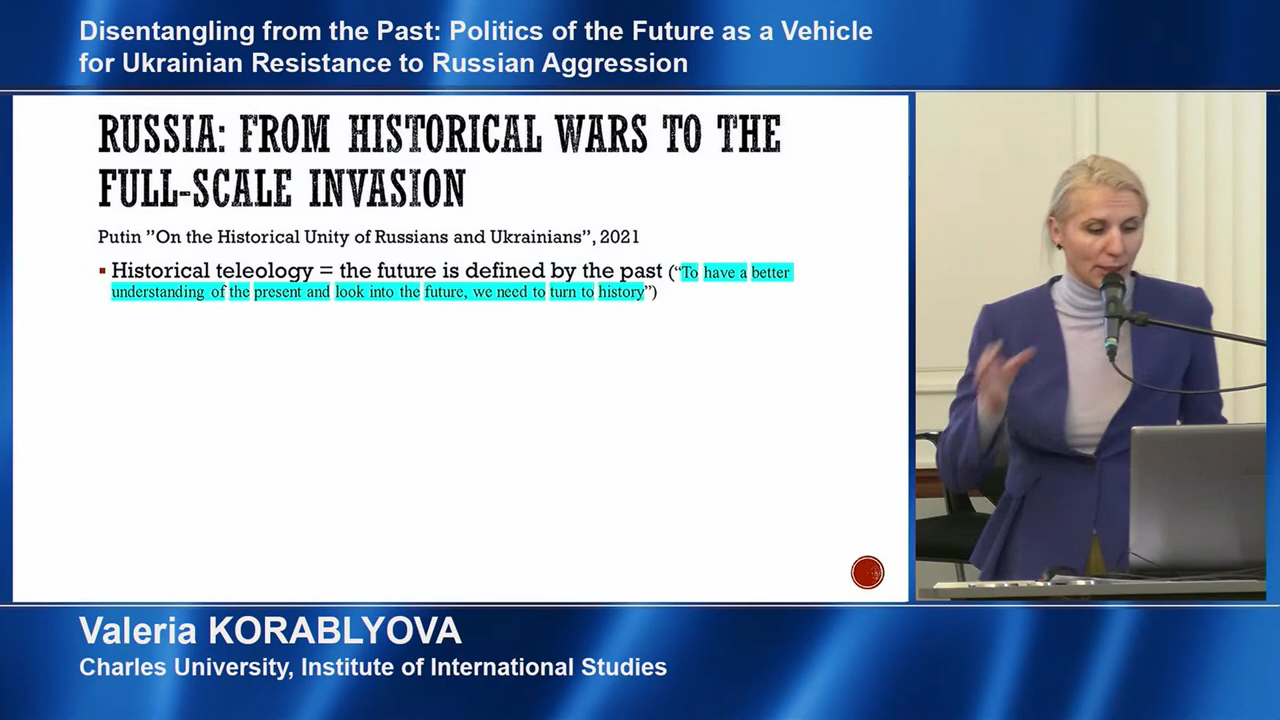 Disentangling from the Past: Politics of the Future as a Vehicle
for Ukrainian Resistance to Russian Aggression
RUSSIA: FROM HISTORICAL WARS TO THE
FULL-SCALE INVASION
Putin ”On the Historical Unity of Russians and Ukrainians”, 2021
▪ Historical teleology = the future is defined by the past (“To have a better
understanding of the present and look into the future, we need to turn to history”)
Valeria KORABLYOVA
Charles University, Institute of International Studies